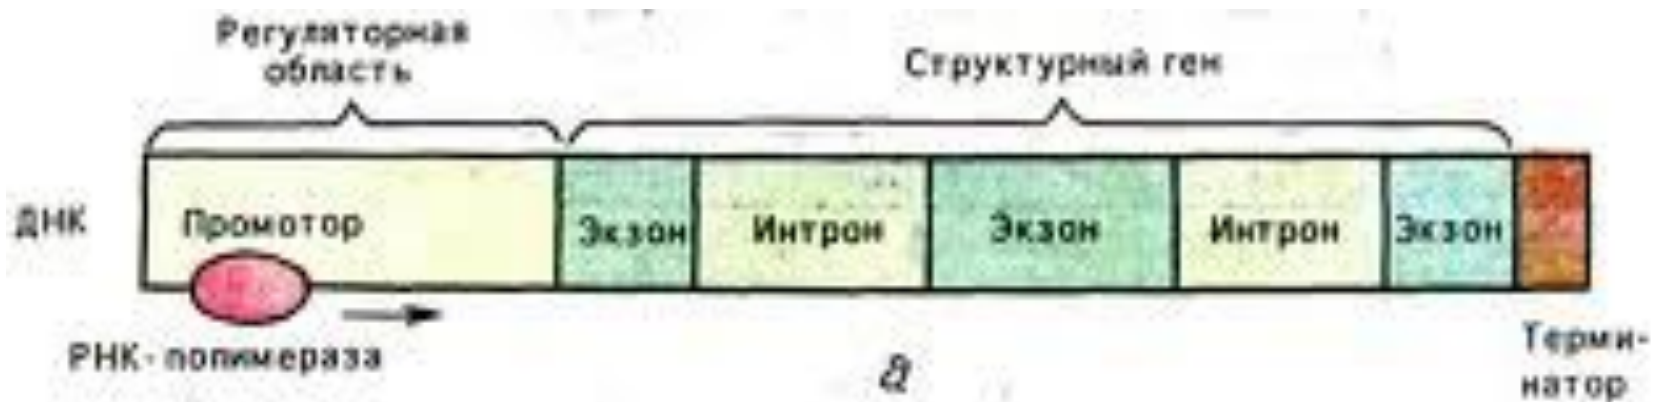 Регуляторная
область
Структурный ген
ДНК
Промотор
Экзон
Интрон
Экзон
Интрон
Экзон
РНК-полимераза
а
Терми-
натор